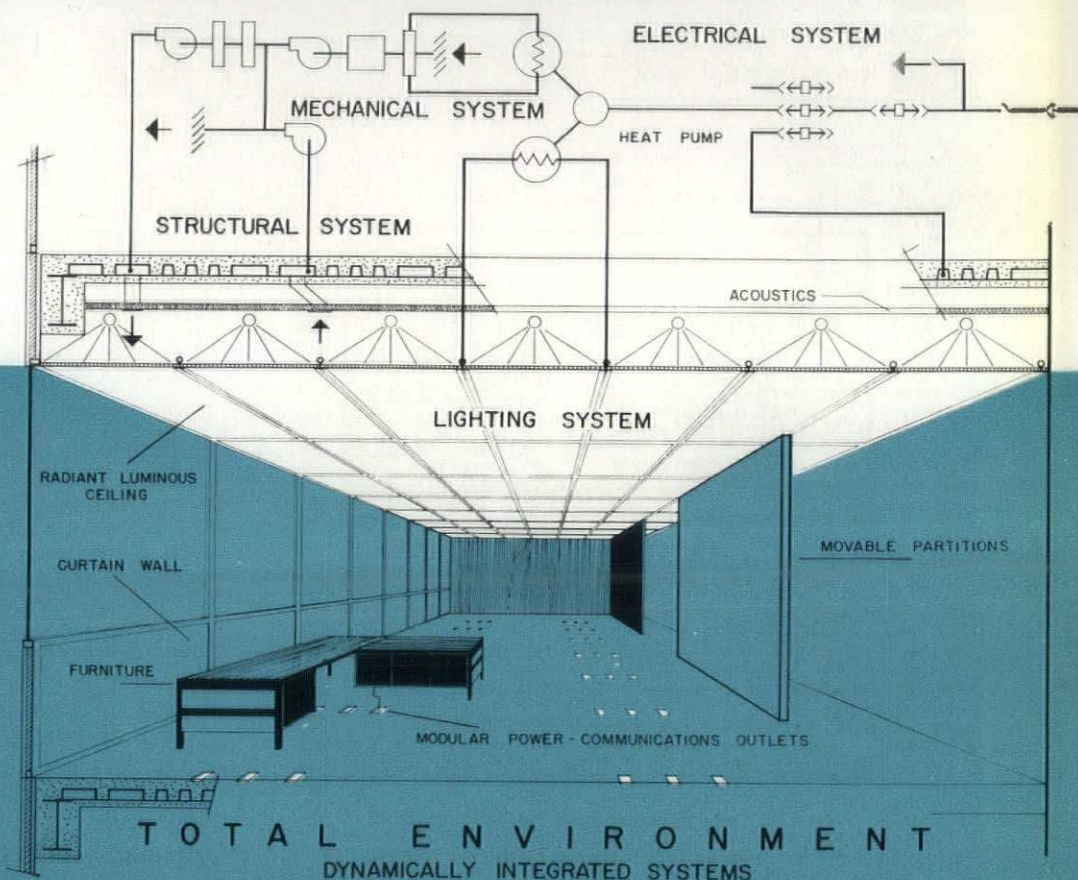 ELECTRICAL SYSTEM
MECHANICAL SYSTEM
HEAT PUMP
STRUCTURAL SYSTEM
ACOUSTICS
LIGHTING SYSTEM
RADIANT LUMINOUS
CEILING
MOVABLE PARTITIONS
CURTAIN WALL
FURNITURE
MODULAR POWER - COMMUNICATIONS OUTLETS
TOTAL ENVIRONMENT
DYNAMICALLY INTEGRATED SYSTEMS